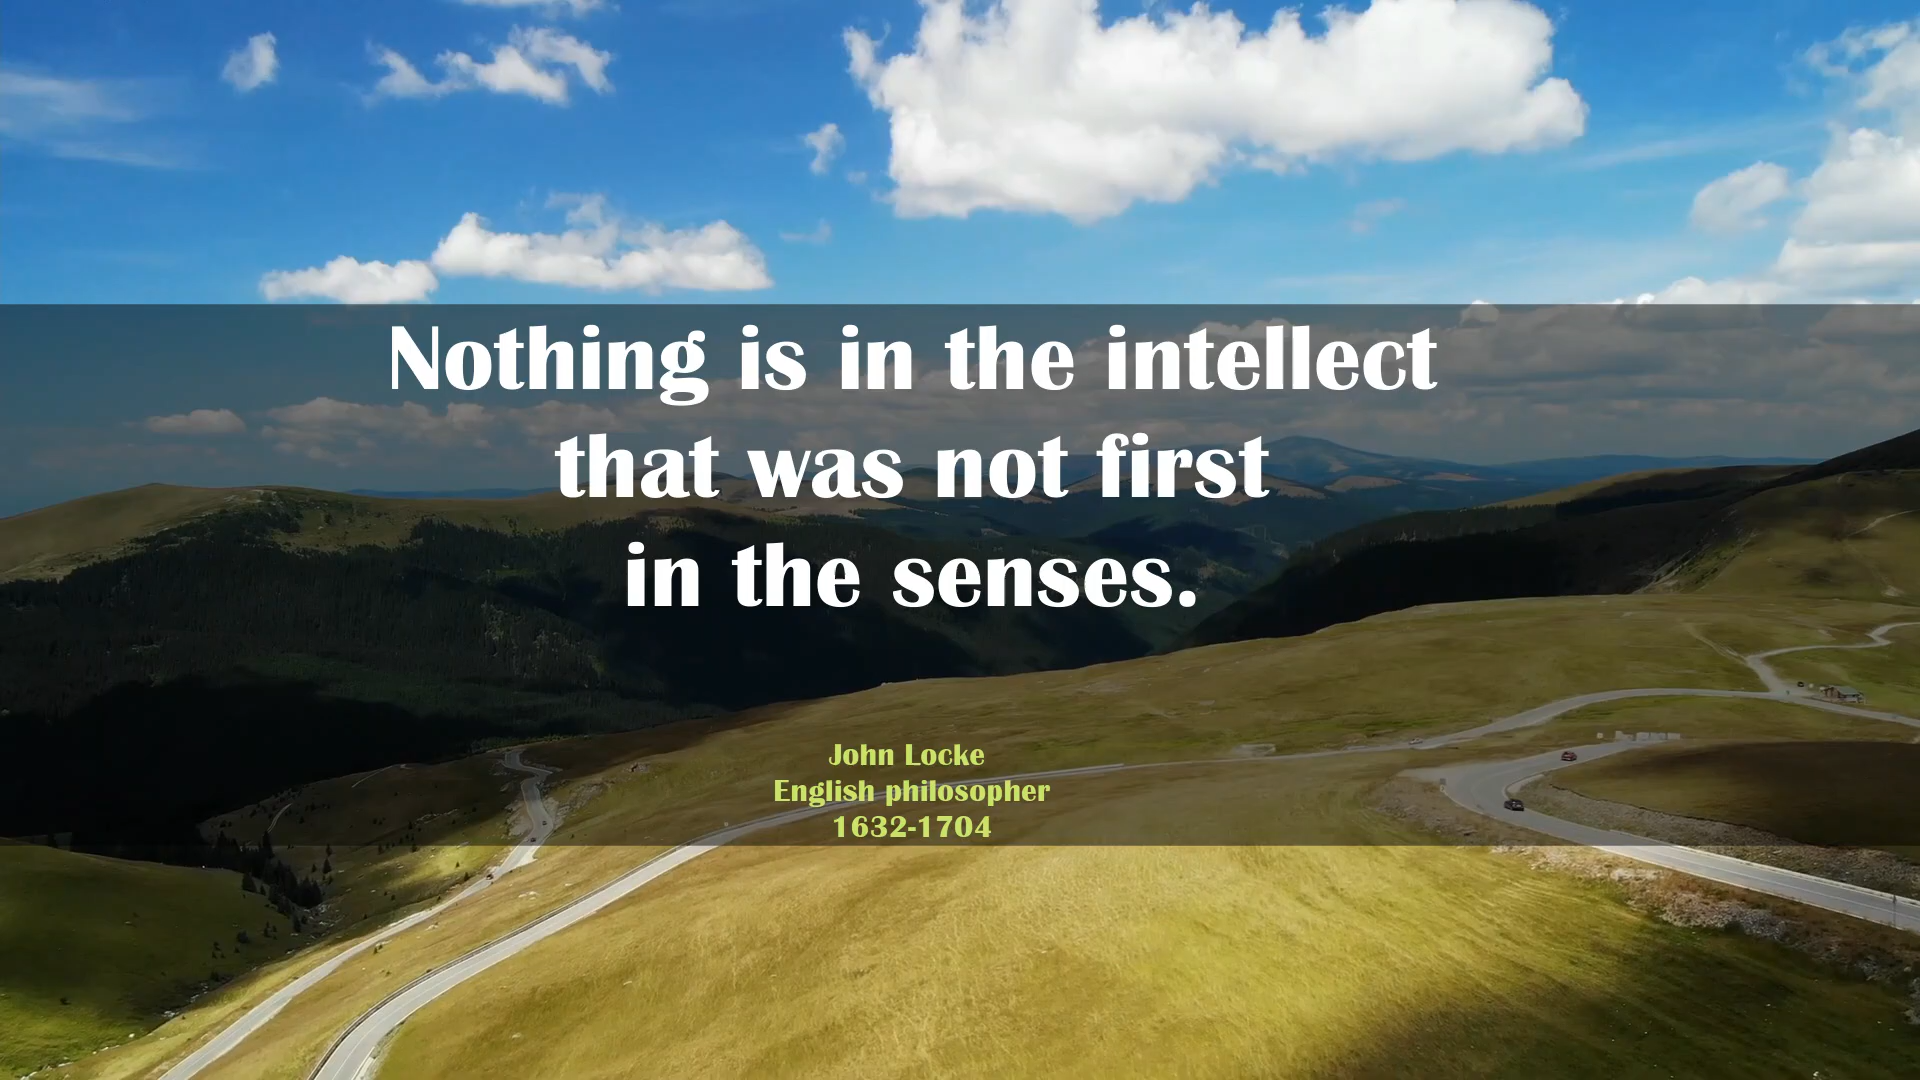 Nothing is in the intellect
that was not first
in the senses.
John Locke
English philosopher
1632-1704